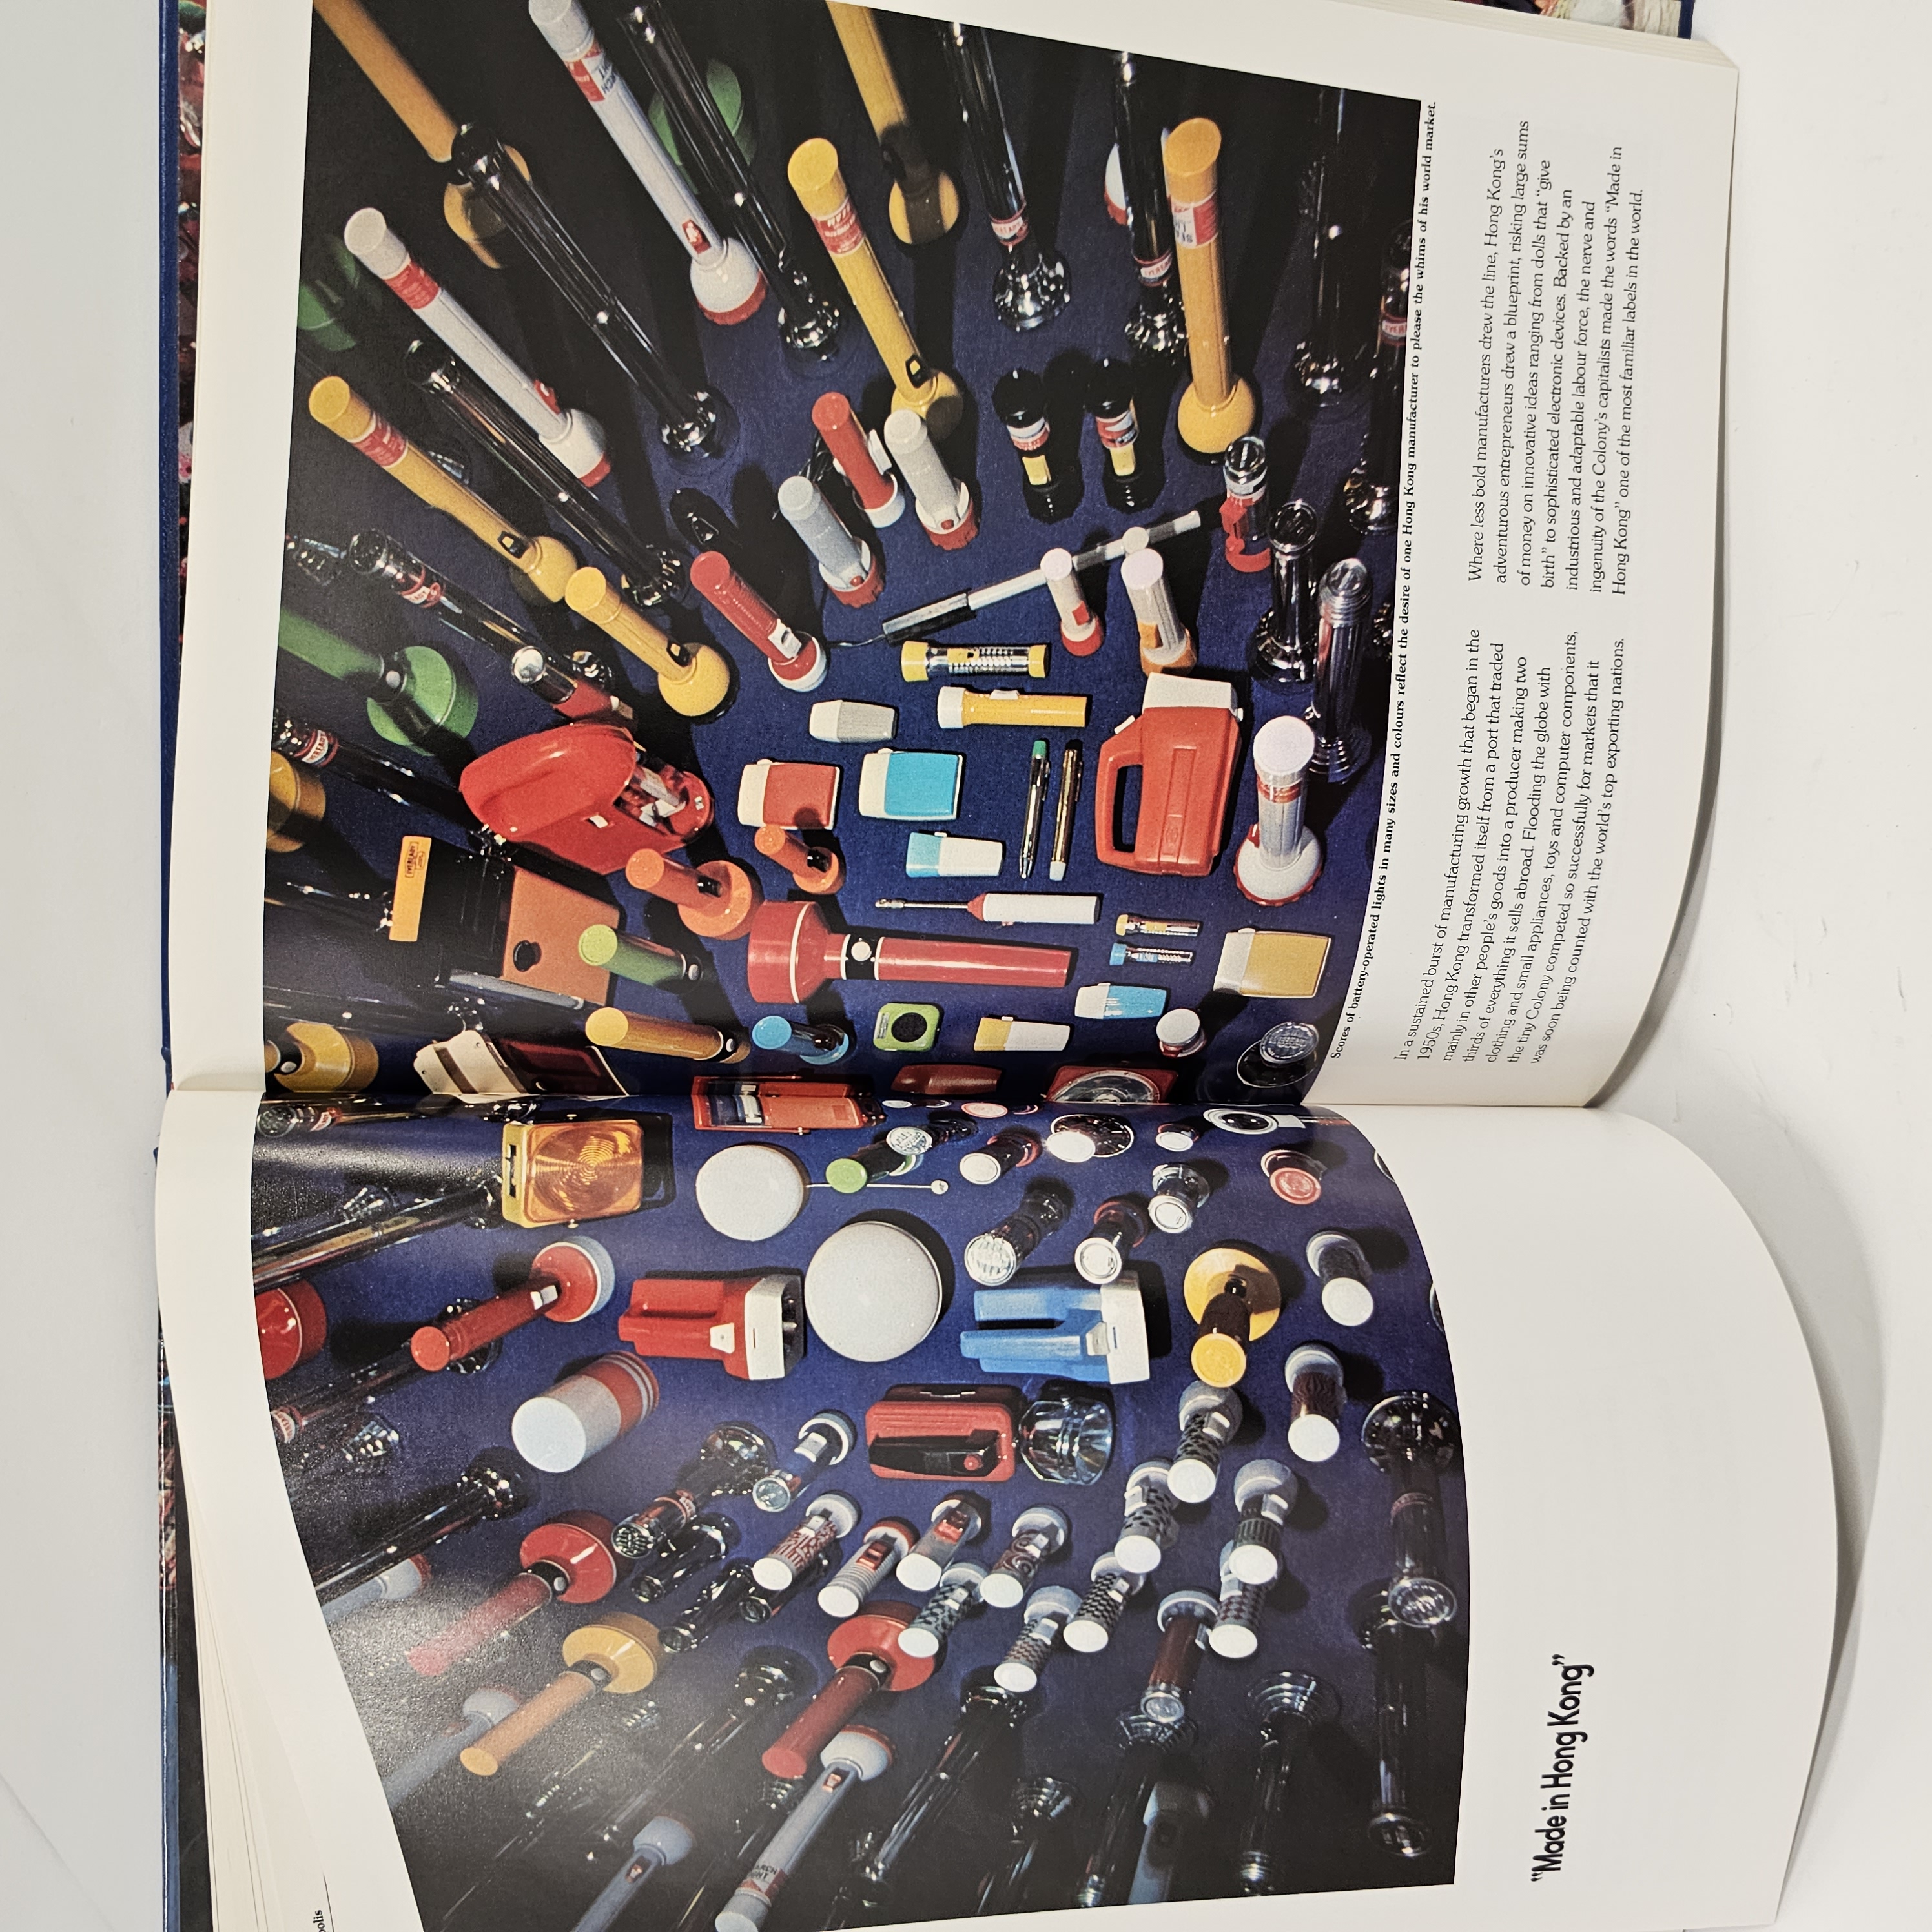 polis
EVEREADY
EVEREADY
EVEREADY
Scores of battery-operated lights in many sizes and colours reflect the desire of one Hong Kong manufacturer to please the whims of his world market.
"Made in Hong Kong"
In a sustained burst of manufacturing growth that began in the
1950s, Hong Kong transformed itself from a port that traded
mainly in other people's goods into a producer making two
thirds of everything it sells abroad. Flooding the globe with
clothing and small appliances, toys and computer components,
the tiny Colony competed so successfully for markets that it
was soon being counted with the world's top exporting nations.
Where less bold manufacturers drew the line, Hong Kong's
adventurous entrepreneurs drew a blueprint, risking large sums
of money on innovative ideas ranging from dolls that "give
birth" to sophisticated electronic devices. Backed by an
industrious and adaptable labour force, the nerve and
ingenuity of the Colony's capitalists made the words "Made in
Hong Kong" one of the most familiar labels in the world.